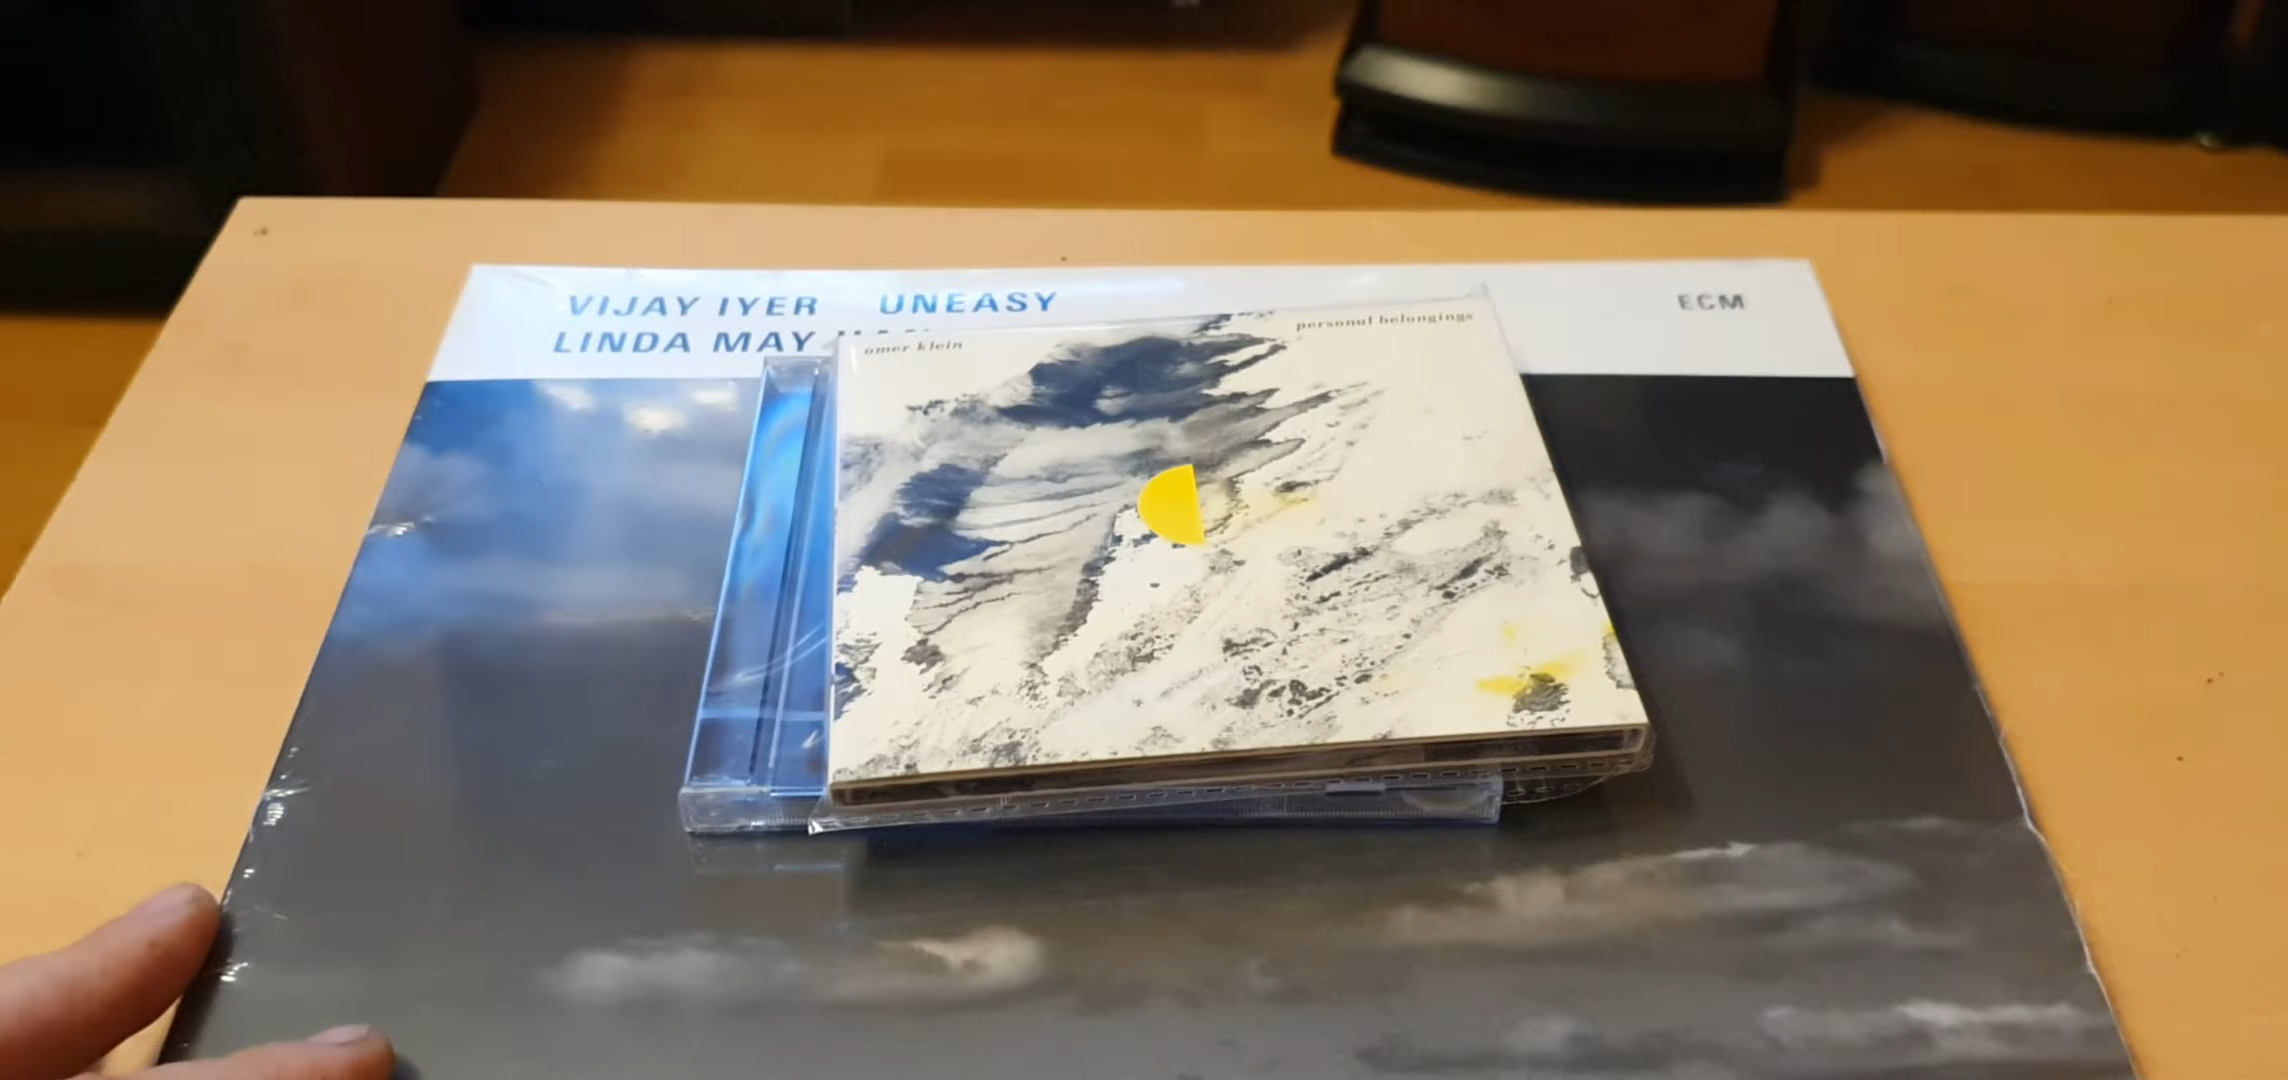 VIJAY IYER UNEASY
LINDA MAY
ECM
omer klein
personal belongings